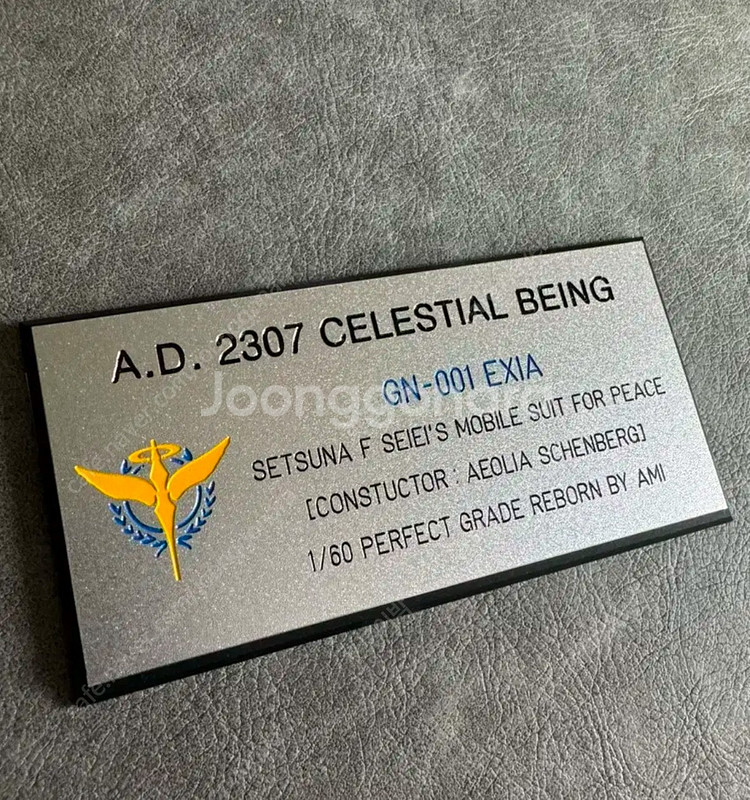 A.D. 2307 CELESTIAL BEING
GN-001 EXIA
Joonggonara
SETSUNA F SEIEI'S MOBILE SUIT FOR PEACE
[CONSTUCTOR : AEOLIA SCHENBERG]
1/60 PERFECT GRADE REBORN BY AMI